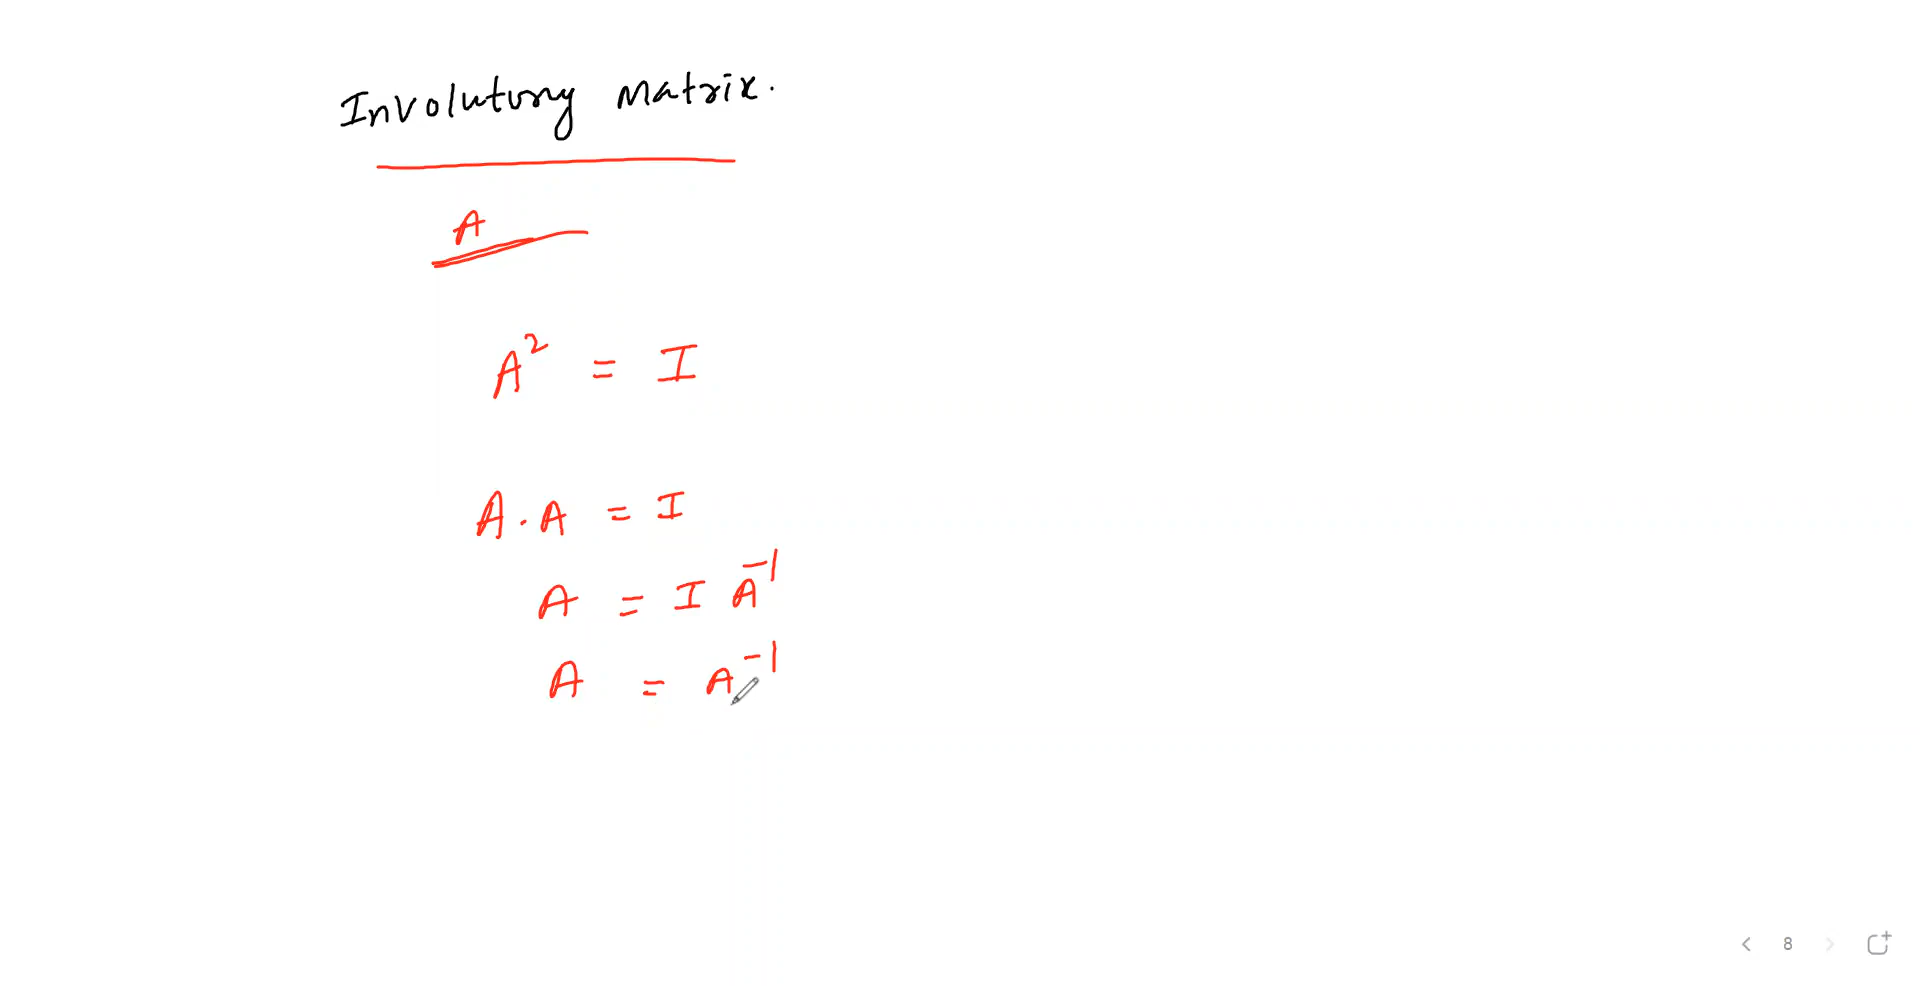 Involutory matrix.
A
A² = I
A · A = I
A = I A⁻¹
A = A⁻¹
8